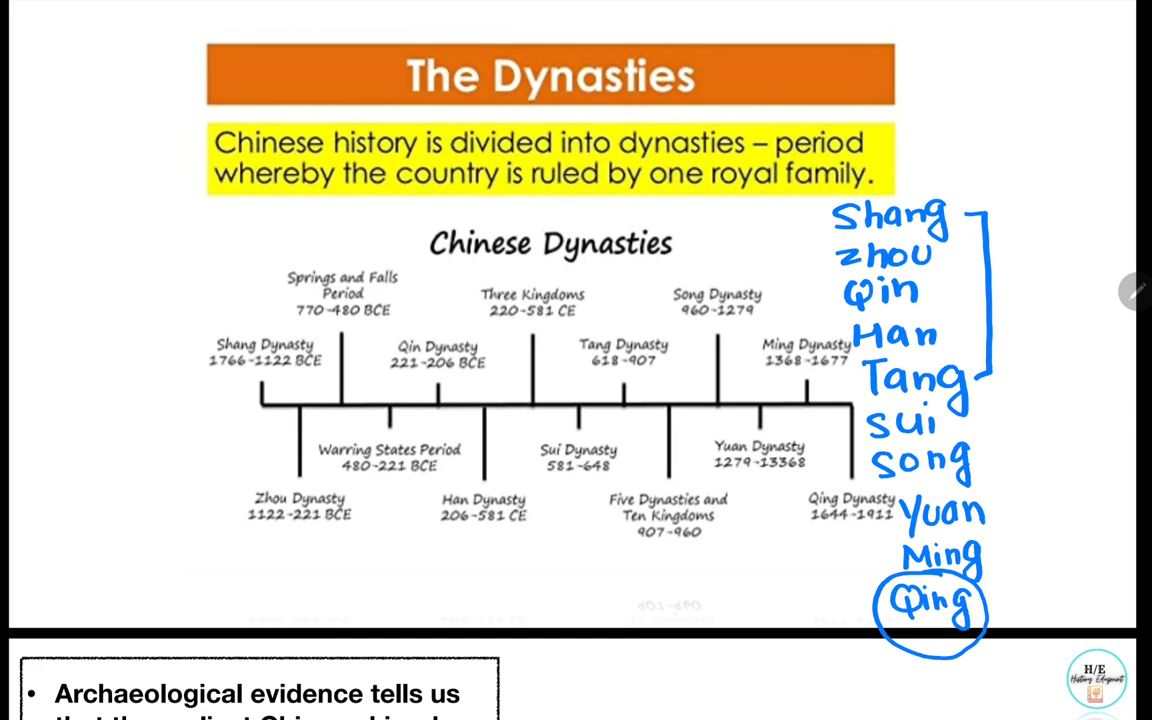 The Dynasties
Chinese history is divided into dynasties – period
whereby the country is ruled by one royal family.
Chinese Dynasties
Springs and Falls
Period
770-480 BCE
Three Kingdoms
220-581 CE
Song Dynasty
960-1279
Shang Dynasty
1766-1122 BCE
Qin Dynasty
221-206 BCE
Tang Dynasty
618-907
Ming Dynasty
1368-1677
Warring States Period
480-221 BCE
Sui Dynasty
581-648
Yuan Dynasty
1279-13368
Zhou Dynasty
1122-221 BCE
Han Dynasty
206-581 CE
Five Dynasties and
Ten Kingdoms
907-960
Qing Dynasty
1644-1911
Shang
Zhou
Qin
Han
Tang
Sui
Song
Yuan
Ming
Qing
• Archaeological evidence tells us
H/E
History Edupoint